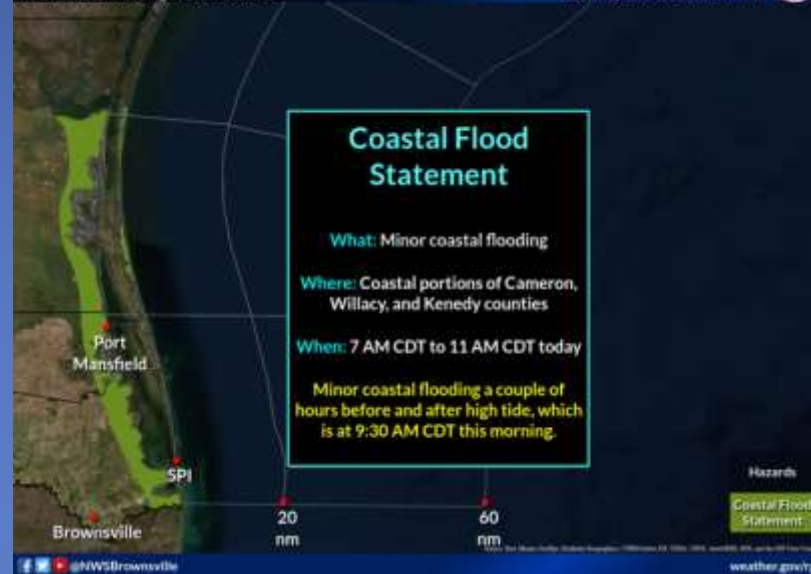 Coastal Flood
Statement
What: Minor coastal flooding
Where: Coastal portions of Cameron,
Willacy, and Kenedy counties
When: 7 AM CDT to 11 AM CDT today
Minor coastal flooding a couple of
hours before and after high tide, which
is at 9:30 AM CDT this morning.
Port
Mansfield
SPI
Brownsville
20
nm
60
nm
Hazards
Coastal Flood
Statement
@NWSBrownsville
weather.gov/